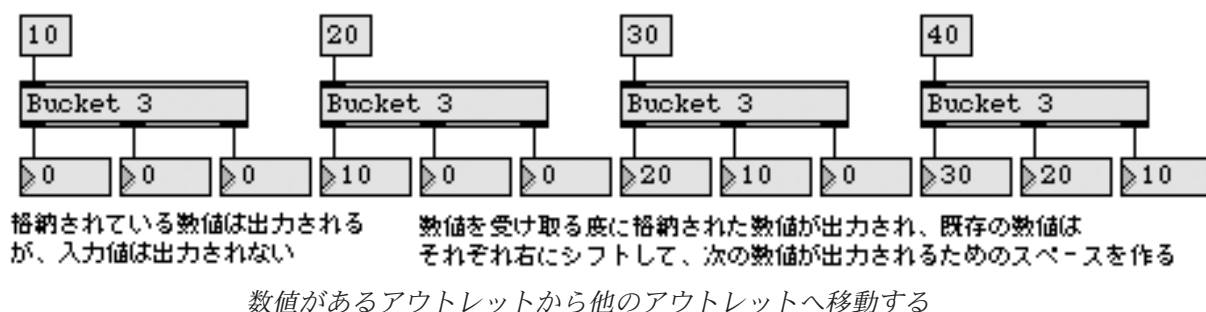 10 20 30 40
Bucket 3 Bucket 3 Bucket 3 Bucket 3
0 0 0 10 0 0 20 10 0 30 20 10
格納されている数値は出力される
が、入力値は出力されない
数値を受け取る度に格納された数値が出力され、既存の数値は
それぞれ右にシフトして、次の数値が出力されるためのスペースを作る
数値があるアウトレットから他のアウトレットへ移動する